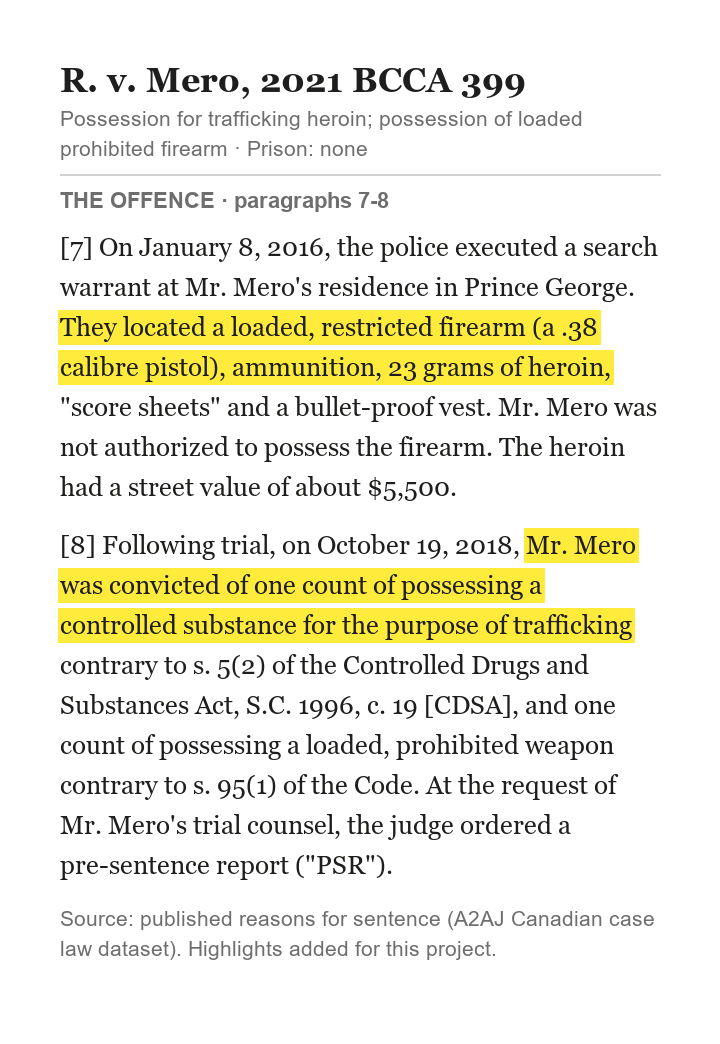 R. v. Mero, 2021 BCCA 399
Possession for trafficking heroin; possession of loaded
prohibited firearm · Prison: none
THE OFFENCE · paragraphs 7-8
[7] On January 8, 2016, the police executed a search
warrant at Mr. Mero's residence in Prince George.
They located a loaded, restricted firearm (a .38
calibre pistol), ammunition, 23 grams of heroin,
"score sheets" and a bullet-proof vest. Mr. Mero was
not authorized to possess the firearm. The heroin
had a street value of about $5,500.
[8] Following trial, on October 19, 2018, Mr. Mero
was convicted of one count of possessing a
controlled substance for the purpose of trafficking
contrary to s. 5(2) of the Controlled Drugs and
Substances Act, S.C. 1996, c. 19 [CDSA], and one
count of possessing a loaded, prohibited weapon
contrary to s. 95(1) of the Code. At the request of
Mr. Mero's trial counsel, the judge ordered a
pre-sentence report ("PSR").
Source: published reasons for sentence (A2AJ Canadian case
law dataset). Highlights added for this project.